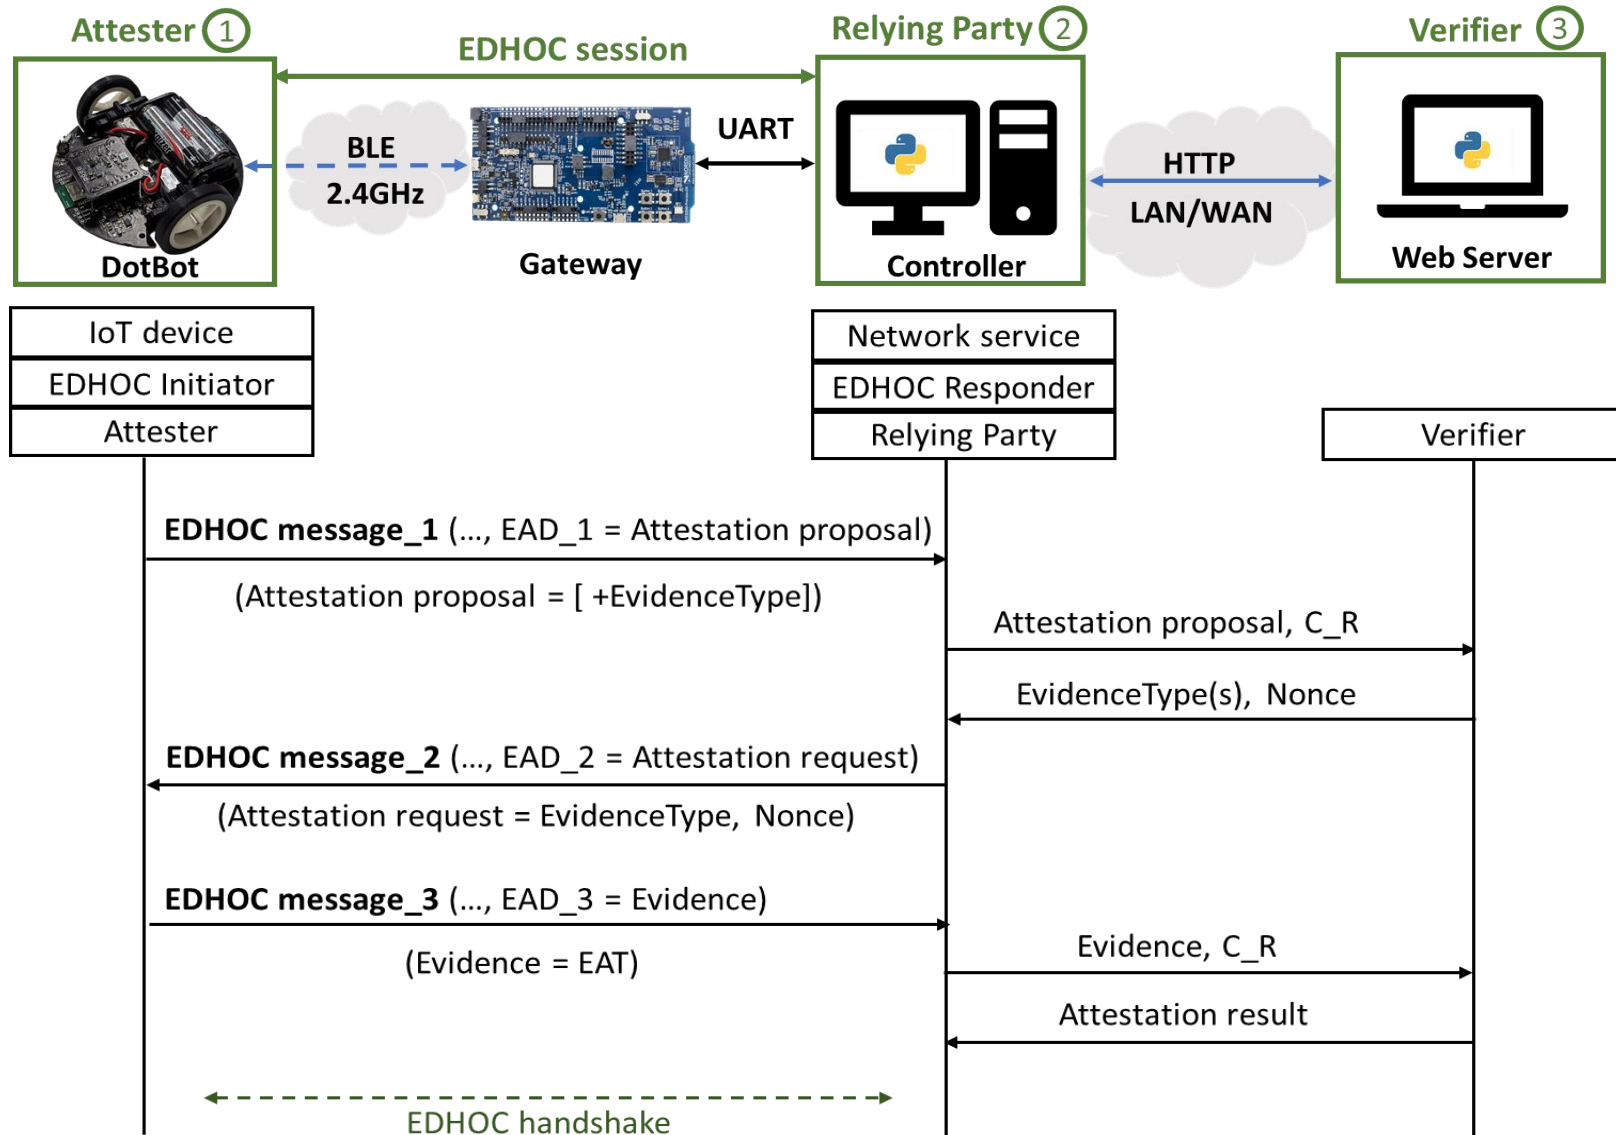 Attester 1
EDHOC session
Relying Party 2
Verifier 3
BLE
2.4GHz
UART
HTTP
LAN/WAN
DotBot
Gateway
Controller
Web Server
IoT device
EDHOC Initiator
Attester
Network service
EDHOC Responder
Relying Party
Verifier
EDHOC message_1 (..., EAD_1 = Attestation proposal)
(Attestation proposal = [ +EvidenceType])
Attestation proposal, C_R
EvidenceType(s), Nonce
EDHOC message_2 (..., EAD_2 = Attestation request)
(Attestation request = EvidenceType, Nonce)
EDHOC message_3 (..., EAD_3 = Evidence)
(Evidence = EAT)
Evidence, C_R
Attestation result
EDHOC handshake